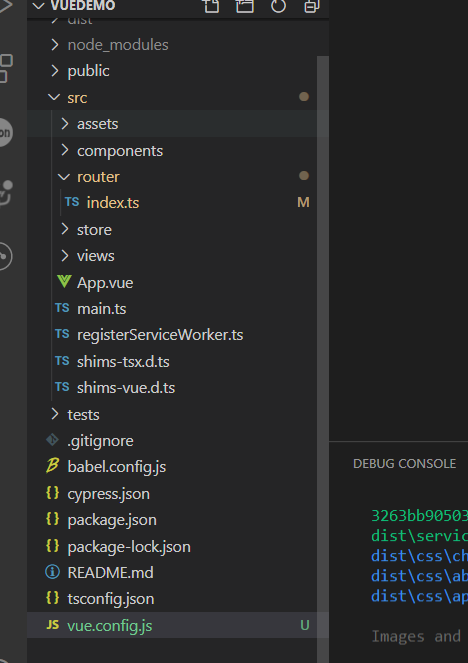 VUEDEMO
dist
node_modules
public
src
assets
components
router
TS index.ts M
store
views
App.vue
TS main.ts
TS registerServiceWorker.ts
TS shims-tsx.d.ts
TS shims-vue.d.ts
tests
.gitignore
babel.config.js
{} cypress.json
{} package.json
{} package-lock.json
README.md
{} tsconfig.json
JS vue.config.js U
DEBUG CONSOLE
3263bb90503
dist\servic
dist\css\ch
dist\css\ab
dist\css\ap
Images and